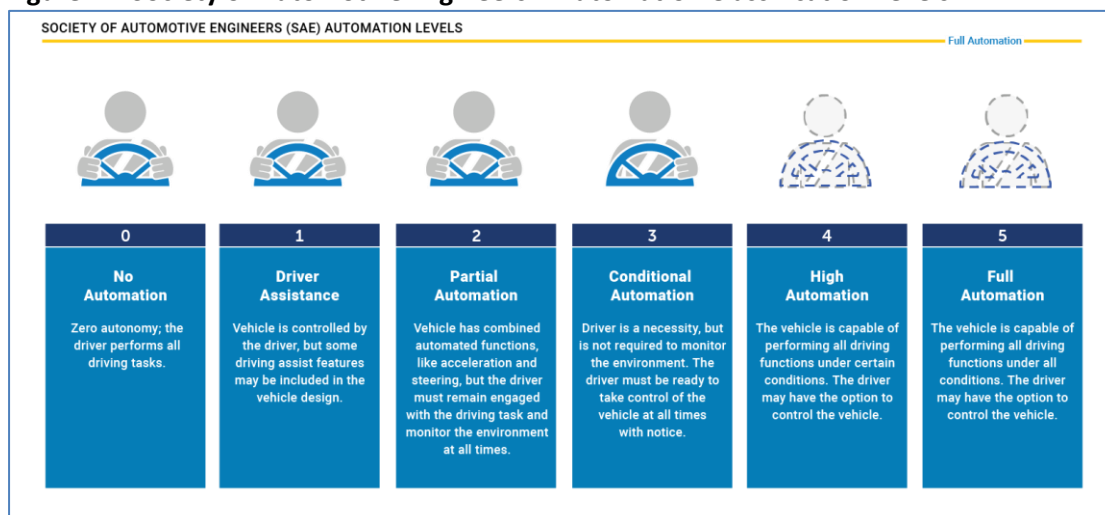 SOCIETY OF AUTOMOTIVE ENGINEERS (SAE) AUTOMATION LEVELS
Full Automation
0
No
Automation
Zero autonomy; the
driver performs all
driving tasks.
1
Driver
Assistance
Vehicle is controlled by
the driver, but some
driving assist features
may be included in the
vehicle design.
2
Partial
Automation
Vehicle has combined
automated functions,
like acceleration and
steering, but the driver
must remain engaged
with the driving task and
monitor the environment
at all times.
3
Conditional
Automation
Driver is a necessity, but
is not required to monitor
the environment. The
driver must be ready to
take control of the
vehicle at all times
with notice.
4
High
Automation
The vehicle is capable of
performing all driving
functions under certain
conditions. The driver
may have the option to
control the vehicle.
5
Full
Automation
The vehicle is capable of
performing all driving
functions under all
conditions. The driver
may have the option to
control the vehicle.